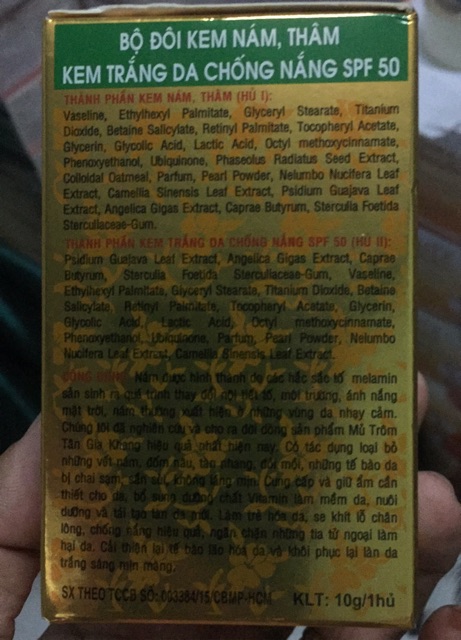 BỘ ĐÔI KEM NÁM, THÂM
KEM TRẮNG DA CHỐNG NẮNG SPF 50
THÀNH PHẦN KEM NÁM, THÂM (HỦ I):
Vaseline, Ethylhexyl Palmitate, Glyceryl Stearate, Titanium
Dioxide, Betaine Salicylate, Retinyl Palmitate, Tocopheryl Acetate,
Glycerin, Glycolic Acid, Lactic Acid, Octyl methoxycinnamate,
Phenoxyethanol, Ubiquinone, Phaseolus Radiatus Seed Extract,
Colloidal Oatmeal, Parfum, Pearl Powder, Nelumbo Nucifera Leaf
Extract, Camellia Sinensis Leaf Extract, Psidium Guajava Leaf
Extract, Angelica Gigas Extract, Caprae Butyrum, Sterculia Foetida
Sterculiaceae-Gum.
THÀNH PHẦN KEM TRẮNG DA CHỐNG NẮNG SPF 50 (HỦ II):
Psidium Guajava Leaf Extract, Angelica Gigas Extract, Caprae
Butyrum, Sterculia Foetida Sterculiaceae-Gum, Vaseline,
Ethylhexyl Palmitate, Glyceryl Stearate, Titanium Dioxide, Betaine
Salicylate, Retinyl Palmitate, Tocopheryl Acetate, Glycerin,
Glycolic Acid, Lactic Acid, Octyl methoxycinnamate,
Phenoxyethanol, Ubiquinone, Parfum, Pearl Powder, Nelumbo
Nucifera Leaf Extract, Camellia Sinensis Leaf Extract.
CÔNG DỤNG: Nám được hình thành do các hắc sắc tố melamin
sản sinh ra quá trình thay đổi nội tiết tố, môi trường, ánh nắng
mặt trời, nám thường xuất hiện ở những vùng da nhạy cảm.
Chúng tôi đã nghiên cứu và cho ra đời dòng sản phẩm Mủ Trôm
Tân Gia Khang hiệu quả nhất hiện nay. Có tác dụng loại bỏ
những vết nám, đốm nâu, tàn nhang, đồi mồi, những tế bào da
bị chai sạm, sần sùi, không láng mịn. Cung cấp và giữ ẩm cần
thiết cho da, bổ sung dưỡng chất Vitamin làm mềm da, nuôi
dưỡng và tái tạo làn da mới. Làm trẻ hóa da, se khít lỗ chân
lông, chống nắng hiệu quả, ngăn chặn những tia tử ngoại làm
hại da. Cải thiện lại tế bào lão hóa da và khôi phục lại làn da
trắng sáng mịn màng.
SX THEO TCCB SỐ: 003384/15/CBMP-HCM KLT: 10g/1hủ